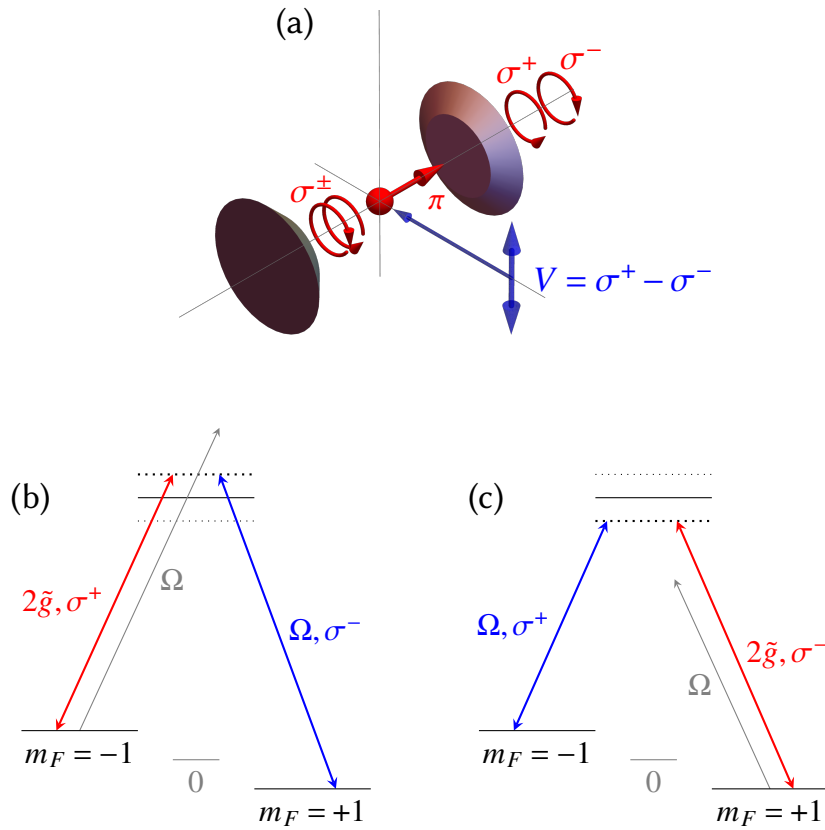 (a)
σ⁺ σ⁻
σ±
π
V = σ⁺ − σ⁻
(b)
2g̃, σ⁺
Ω
Ω, σ⁻
m_F = −1
0
m_F = +1
(c)
Ω, σ⁺
Ω
2g̃, σ⁻
m_F = −1
0
m_F = +1